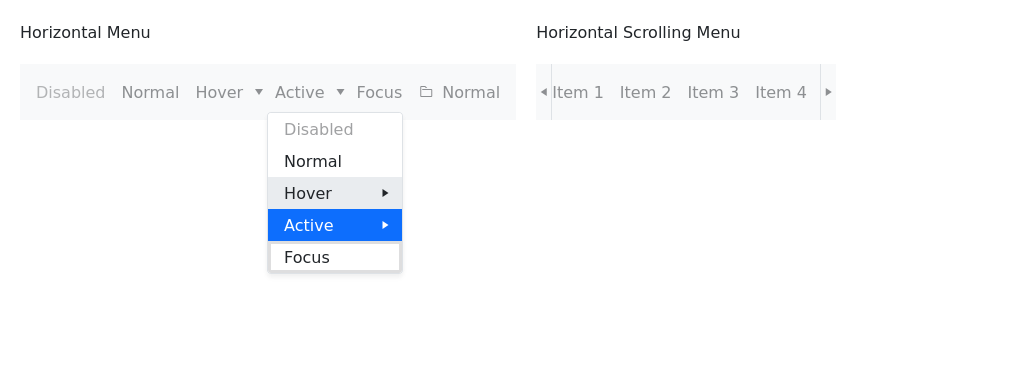 Horizontal Menu
Disabled Normal Hover Active Focus Normal
Disabled
Normal
Hover
Active
Focus
Horizontal Scrolling Menu
Item 1 Item 2 Item 3 Item 4